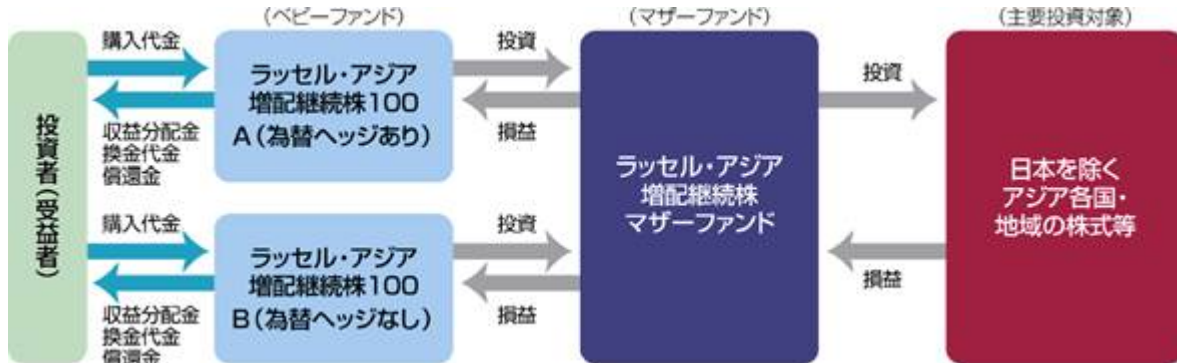 (ベビーファンド)
(マザーファンド)
(主要投資対象)
投資者(受益者)
購入代金
収益分配金
換金代金
償還金
ラッセル・アジア
増配継続株100
A(為替ヘッジあり)
投資
損益
購入代金
収益分配金
換金代金
償還金
ラッセル・アジア
増配継続株100
B(為替ヘッジなし)
投資
損益
ラッセル・アジア
増配継続株
マザーファンド
投資
損益
日本を除く
アジア各国・
地域の株式等